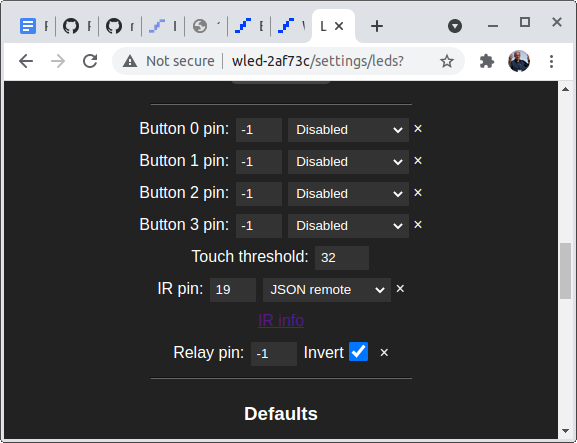 Not secure | wled-2af73c/settings/leds?
Button 0 pin: -1 Disabled ×
Button 1 pin: -1 Disabled ×
Button 2 pin: -1 Disabled ×
Button 3 pin: -1 Disabled ×
Touch threshold: 32
IR pin: 19 JSON remote ×
IR info
Relay pin: -1 Invert ×
Defaults